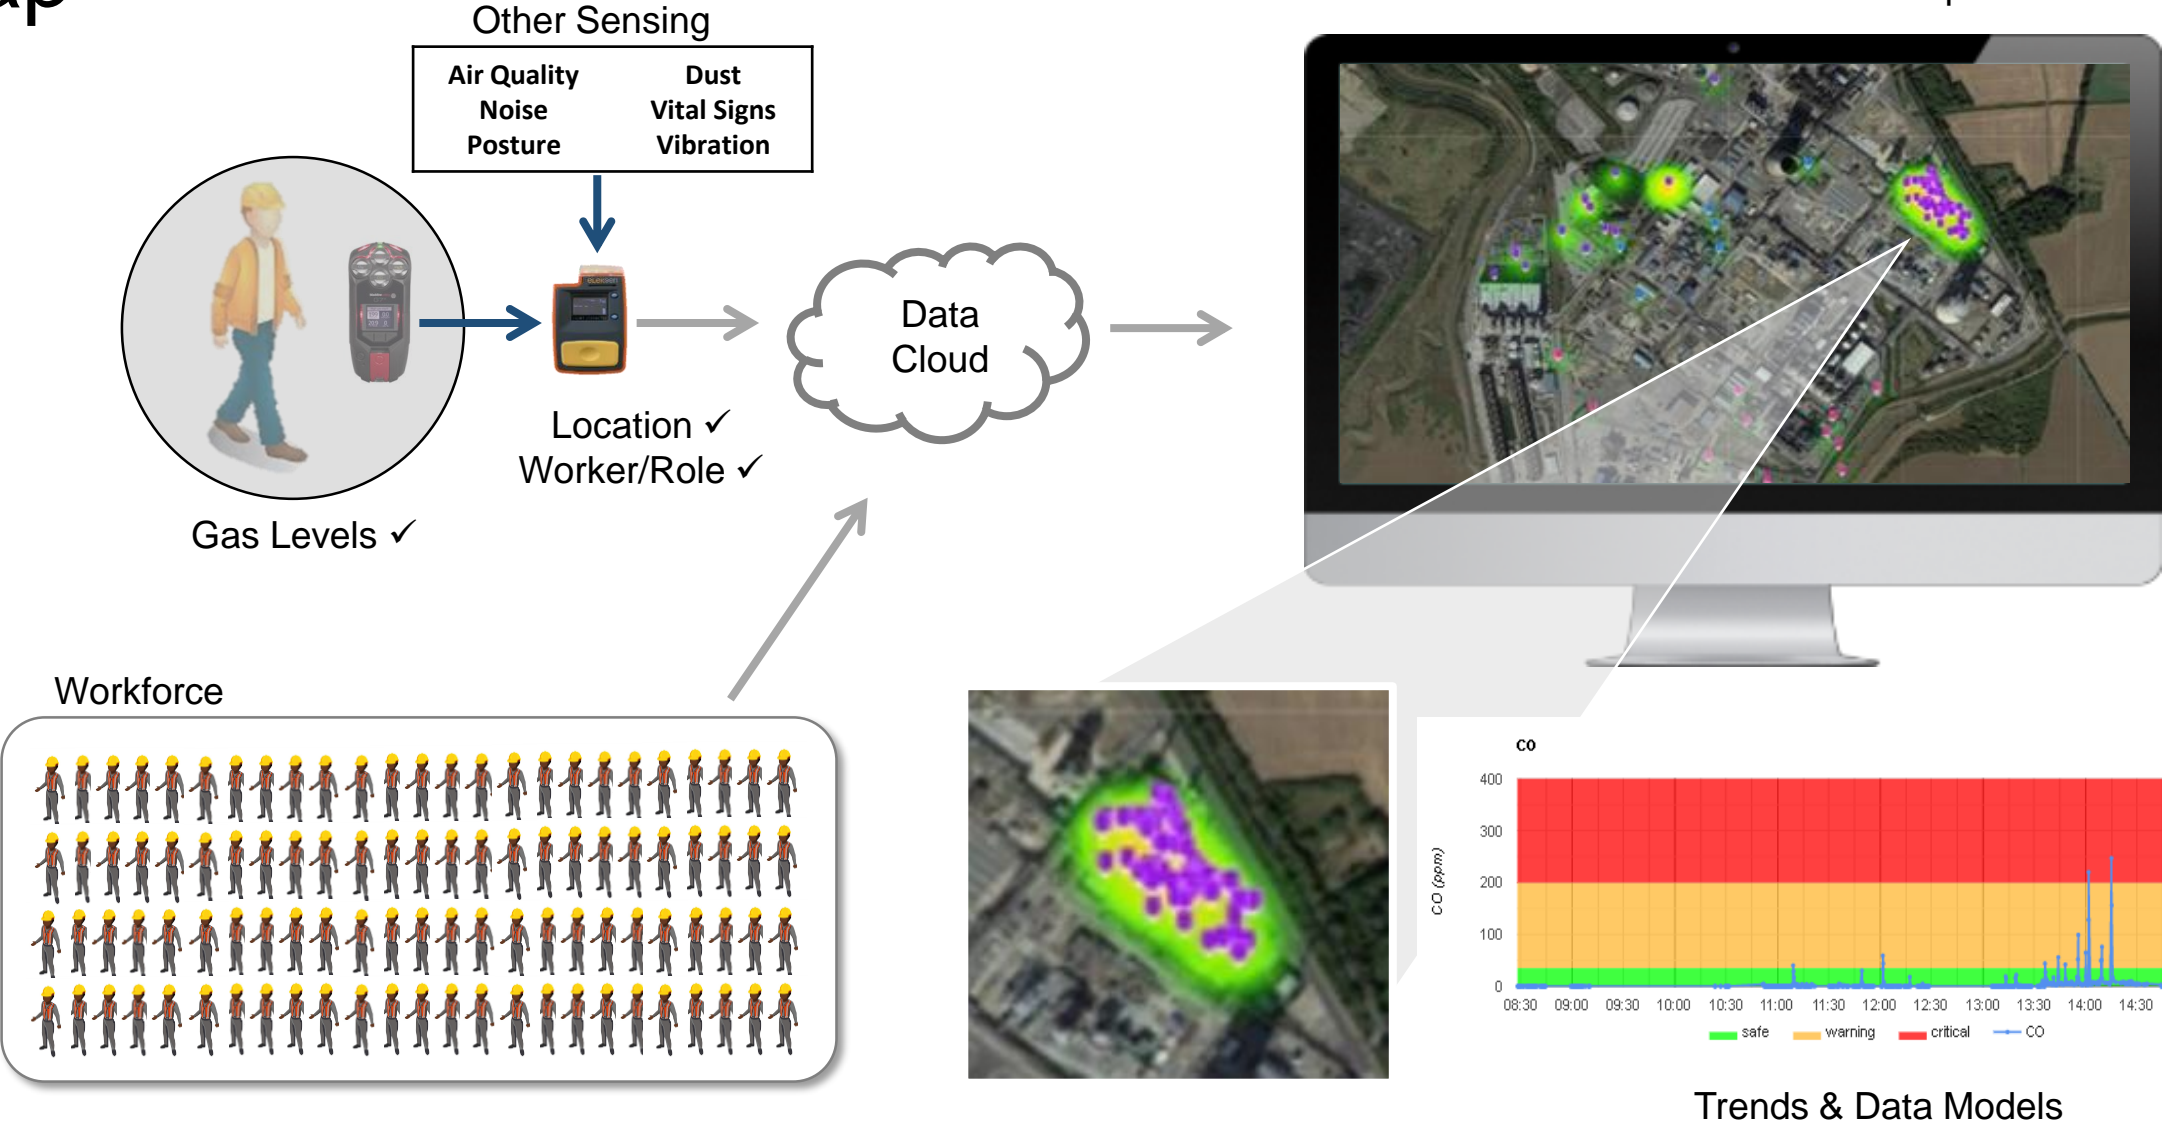 Other Sensing
Air Quality
Dust
Noise
Vital Signs
Posture
Vibration
Data
Cloud
Location ✓
Worker/Role ✓
Gas Levels ✓
Workforce
CO
400
300
200
100
0
CO (ppm)
08:30 09:00 09:30 10:00 10:30 11:00 11:30 12:00 12:30 13:00 13:30 14:00 14:30
safe warning critical CO
Trends & Data Models